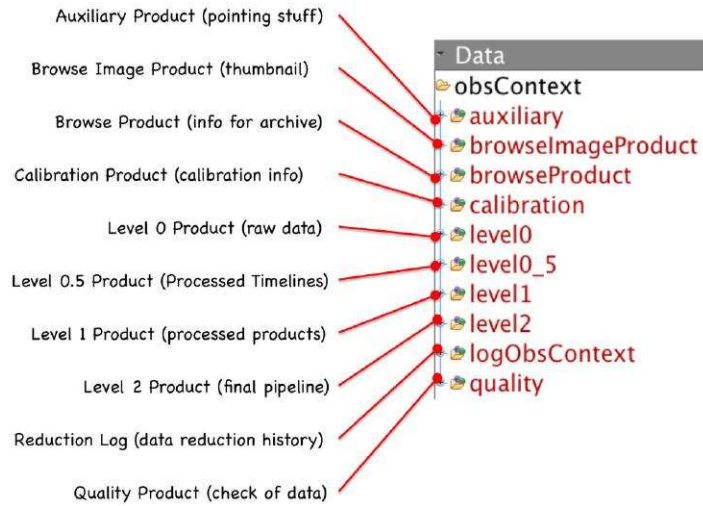 Auxiliary Product (pointing stuff)
Browse Image Product (thumbnail)
Browse Product (info for archive)
Calibration Product (calibration info)
Level 0 Product (raw data)
Level 0.5 Product (Processed Timelines)
Level 1 Product (processed products)
Level 2 Product (final pipeline)
Reduction Log (data reduction history)
Quality Product (check of data)
Data
obsContext
auxiliary
browseImageProduct
browseProduct
calibration
level0
level0_5
level1
level2
logObsContext
quality